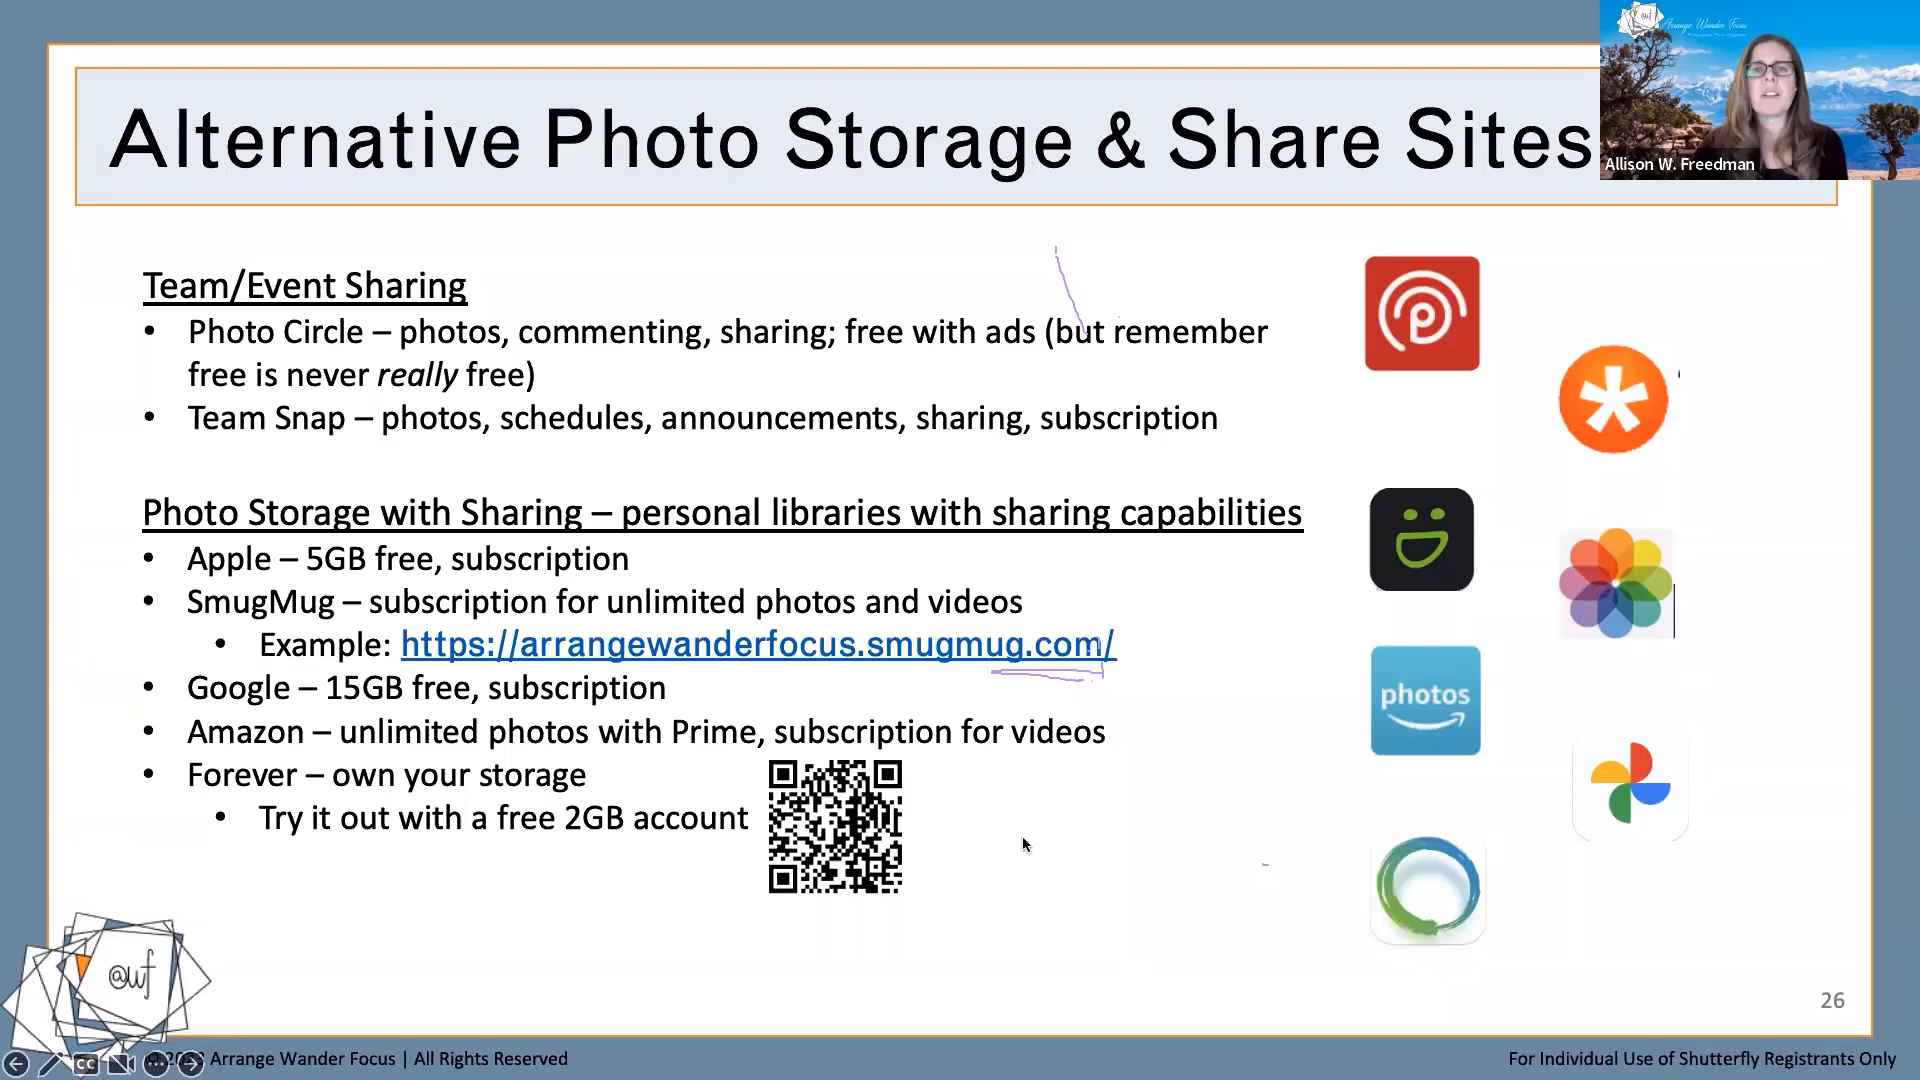 Arrange Wander Focus
Allison W. Freedman
Alternative Photo Storage & Share Sites
Team/Event Sharing
• Photo Circle – photos, commenting, sharing; free with ads (but remember
free is never really free)
• Team Snap – photos, schedules, announcements, sharing, subscription
Photo Storage with Sharing – personal libraries with sharing capabilities
• Apple – 5GB free, subscription
• SmugMug – subscription for unlimited photos and videos
• Example: https://arrangewanderfocus.smugmug.com/
• Google – 15GB free, subscription
• Amazon – unlimited photos with Prime, subscription for videos
• Forever – own your storage
• Try it out with a free 2GB account
photos
@wf
26
CC
Arrange Wander Focus | All Rights Reserved
For Individual Use of Shutterfly Registrants Only